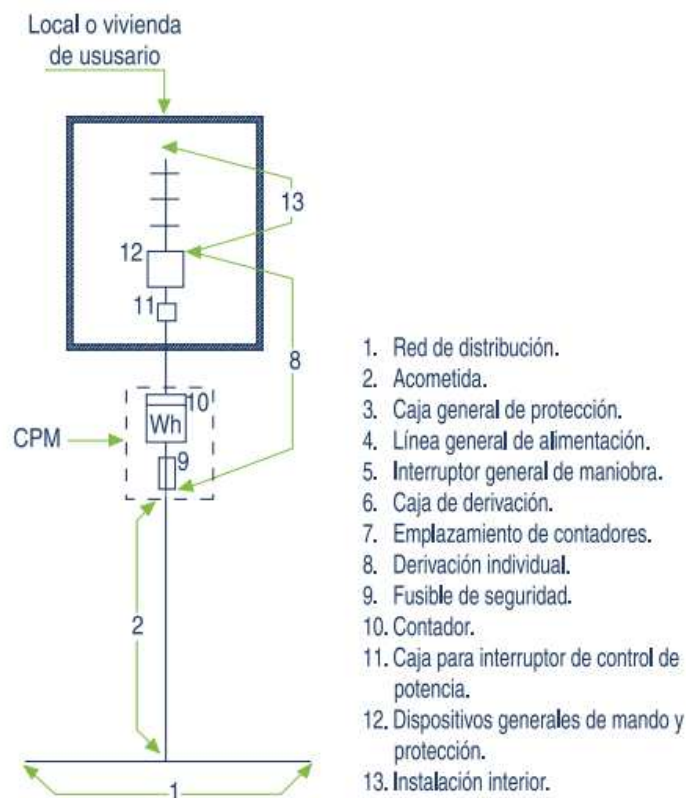 Local o vivienda
de ususario
13
12
11
8
10
Wh
CPM
9
2
1
1. Red de distribución.
2. Acometida.
3. Caja general de protección.
4. Línea general de alimentación.
5. Interruptor general de maniobra.
6. Caja de derivación.
7. Emplazamiento de contadores.
8. Derivación individual.
9. Fusible de seguridad.
10. Contador.
11. Caja para interruptor de control de
potencia.
12. Dispositivos generales de mando y
protección.
13. Instalación interior.